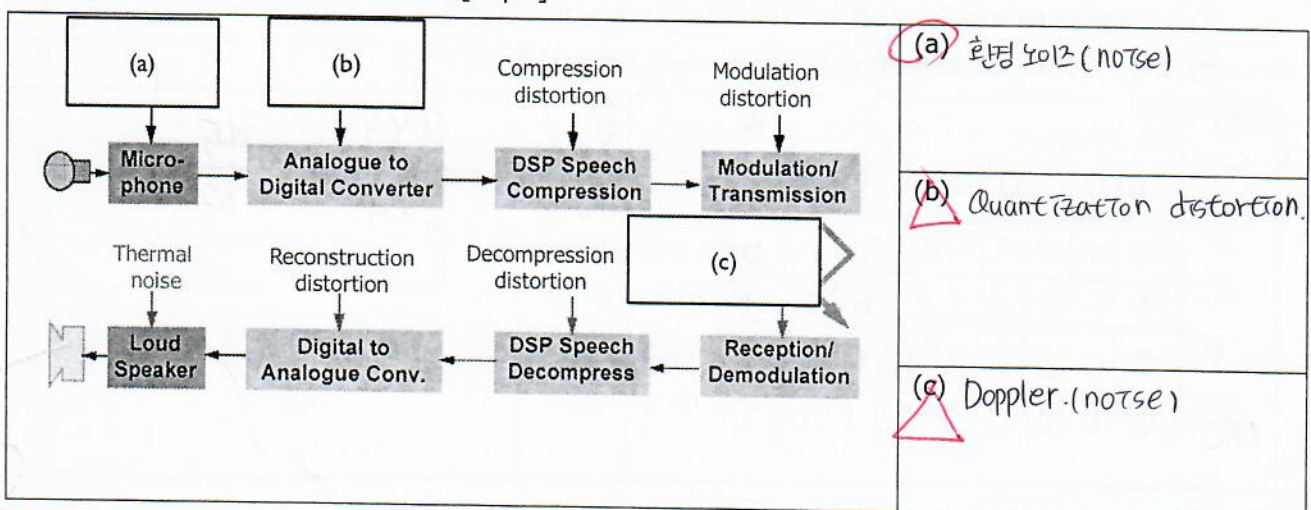 (a)
(b)
Compression
distortion
Modulation
distortion
Micro-
phone
Analogue to
Digital Converter
DSP Speech
Compression
Modulation/
Transmission
(c)
Thermal
noise
Reconstruction
distortion
Decompression
distortion
Loud
Speaker
Digital to
Analogue Conv.
DSP Speech
Decompress
Reception/
Demodulation
(a) 환경 노이즈 (noise)
(b) Quantization distortion.
(c) Doppler. (noise)